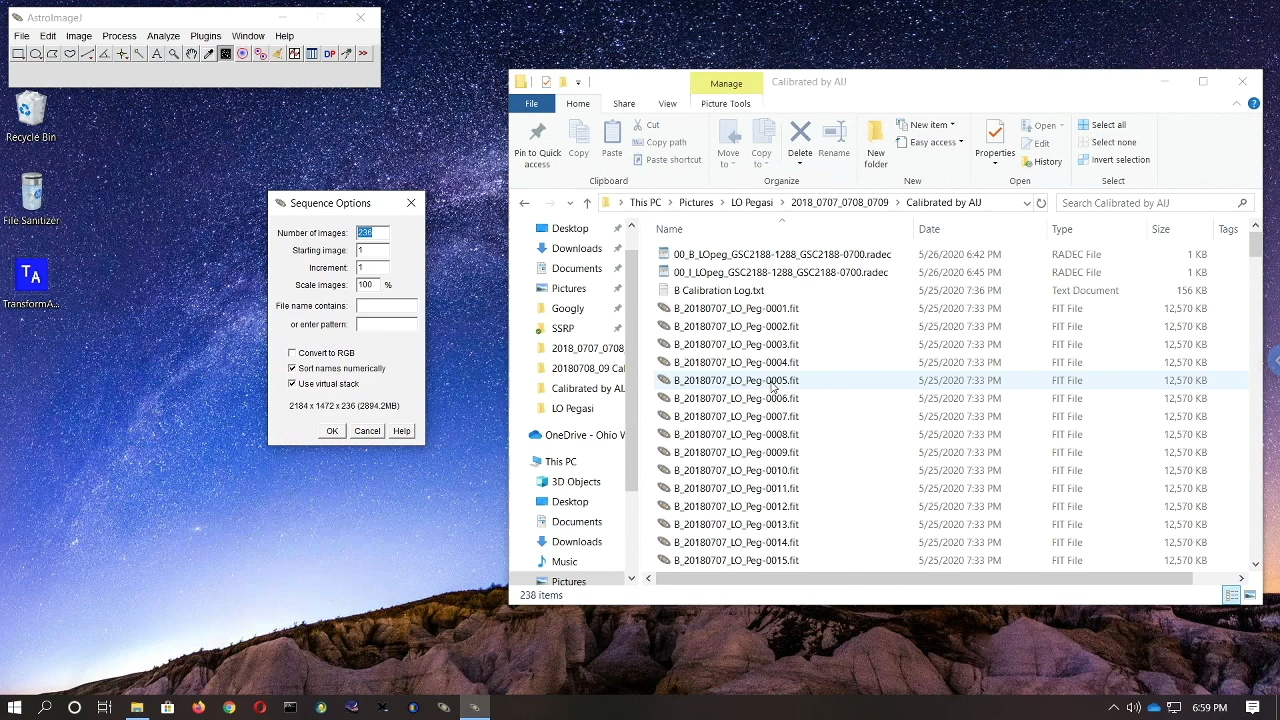 AstroImageJ
File Edit Image Process Analyze Plugins Window Help
DP >>
Recycle Bin
File Sanitizer
TA
TransformA...
Sequence Options
Number of images: 236
Starting image: 1
Increment: 1
Scale images: 100 %
File name contains:
or enter pattern:
Convert to RGB
Sort names numerically
Use virtual stack
2184 x 1472 x 236 (2894.2MB)
OK Cancel Help
Manage Calibrated by AIJ
File Home Share View Picture Tools
Pin to Quick access
Copy
Paste
Cut
Copy path
Paste shortcut
Clipboard
Move to
Copy to
Delete
Rename
Organize
New folder
New item
Easy access
New
Properties
Open
Edit
History
Open
Select all
Select none
Invert selection
Select
This PC > Pictures > LO Pegasi > 2018_0707_0708_0709 > Calibrated by AIJ
Search Calibrated by AIJ
Desktop
Downloads
Documents
Pictures
Googly
SSRP
2018_0707_0708_
20180708_09 Cal
Calibrated by AIJ
LO Pegasi
OneDrive - Ohio W
This PC
3D Objects
Desktop
Documents
Downloads
Music
Pictures
Name Date Type Size Tags
00_B_LOpeg_GSC2188-1288_GSC2188-0700.radec 5/26/2020 6:42 PM RADEC File 1 KB
00_I_LOpeg_GSC2188-1288_GSC2188-0700.radec 5/26/2020 6:45 PM RADEC File 1 KB
B Calibration Log.txt 5/25/2020 7:36 PM Text Document 156 KB
B_20180707_LO_Peg-0001.fit 5/25/2020 7:33 PM FIT File 12,570 KB
B_20180707_LO_Peg-0002.fit 5/25/2020 7:33 PM FIT File 12,570 KB
B_20180707_LO_Peg-0003.fit 5/25/2020 7:33 PM FIT File 12,570 KB
B_20180707_LO_Peg-0004.fit 5/25/2020 7:33 PM FIT File 12,570 KB
B_20180707_LO_Peg-0005.fit 5/25/2020 7:33 PM FIT File 12,570 KB
B_20180707_LO_Peg-0006.fit 5/25/2020 7:33 PM FIT File 12,570 KB
B_20180707_LO_Peg-0007.fit 5/25/2020 7:33 PM FIT File 12,570 KB
B_20180707_LO_Peg-0008.fit 5/25/2020 7:33 PM FIT File 12,570 KB
B_20180707_LO_Peg-0009.fit 5/25/2020 7:33 PM FIT File 12,570 KB
B_20180707_LO_Peg-0010.fit 5/25/2020 7:33 PM FIT File 12,570 KB
B_20180707_LO_Peg-0011.fit 5/25/2020 7:33 PM FIT File 12,570 KB
B_20180707_LO_Peg-0012.fit 5/25/2020 7:33 PM FIT File 12,570 KB
B_20180707_LO_Peg-0013.fit 5/25/2020 7:33 PM FIT File 12,570 KB
B_20180707_LO_Peg-0014.fit 5/25/2020 7:33 PM FIT File 12,570 KB
B_20180707_LO_Peg-0015.fit 5/25/2020 7:33 PM FIT File 12,570 KB
238 items
6:59 PM